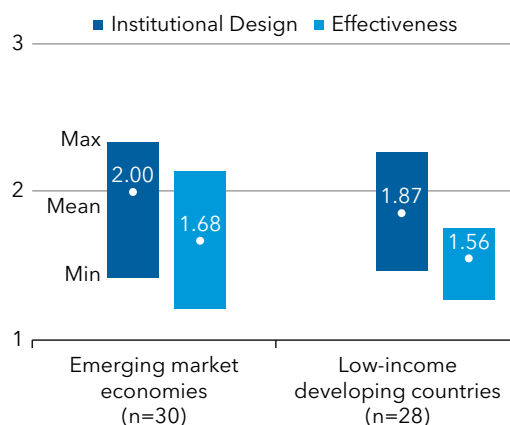 Institutional Design Effectiveness
3
Max
2.00
1.87
2
Mean
1.68
1.56
Min
1
Emerging market
economies
(n=30)
Low-income
developing countries
(n=28)